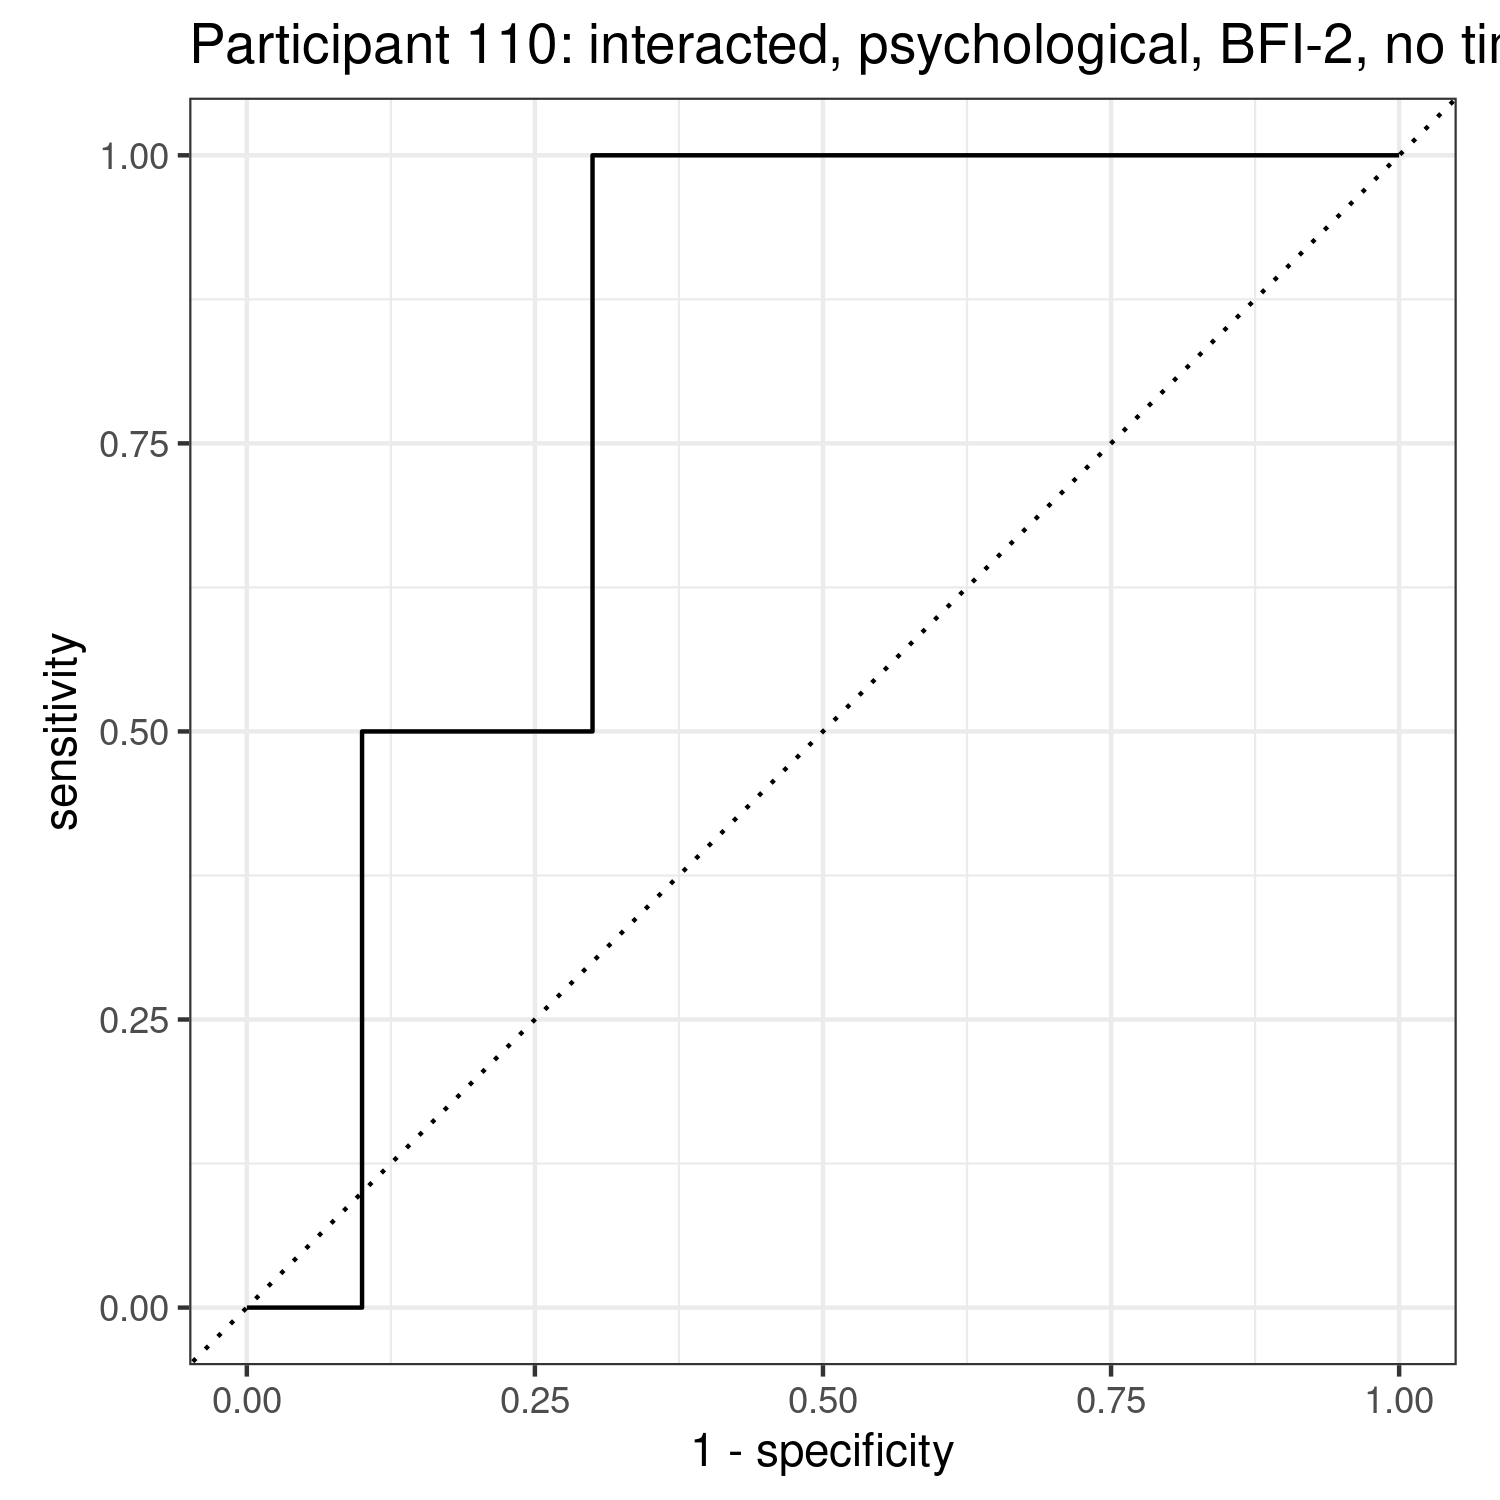 Participant 110: interacted, psychological, BFI-2, no
1.00
0.75
0.50
0.25
0.00
sensitivity
0.00 0.25 0.50 0.75 1.00
1 - specificity